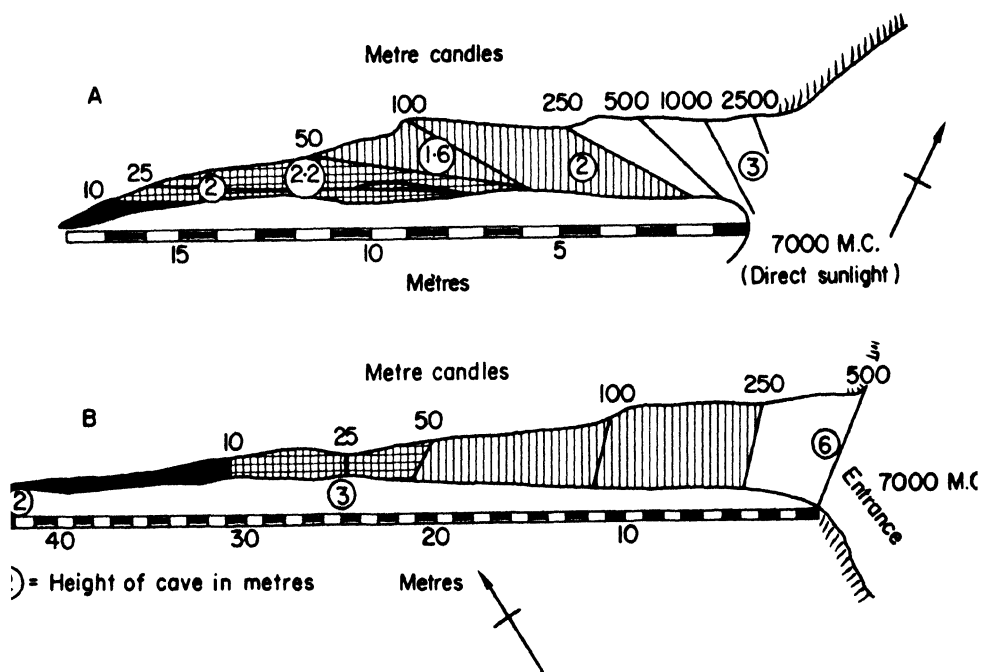 Metre candles
A
100 250 500 1000 2500
50
25
10
1·6
2
3
2·2
2
15 10 5
7000 M.C.
(Direct sunlight)
Metres
Metre candles
B
500
250
100
50
25
10
6
Entrance
7000 M.C
3
2
40 30 20 10
= Height of cave in metres
Metres